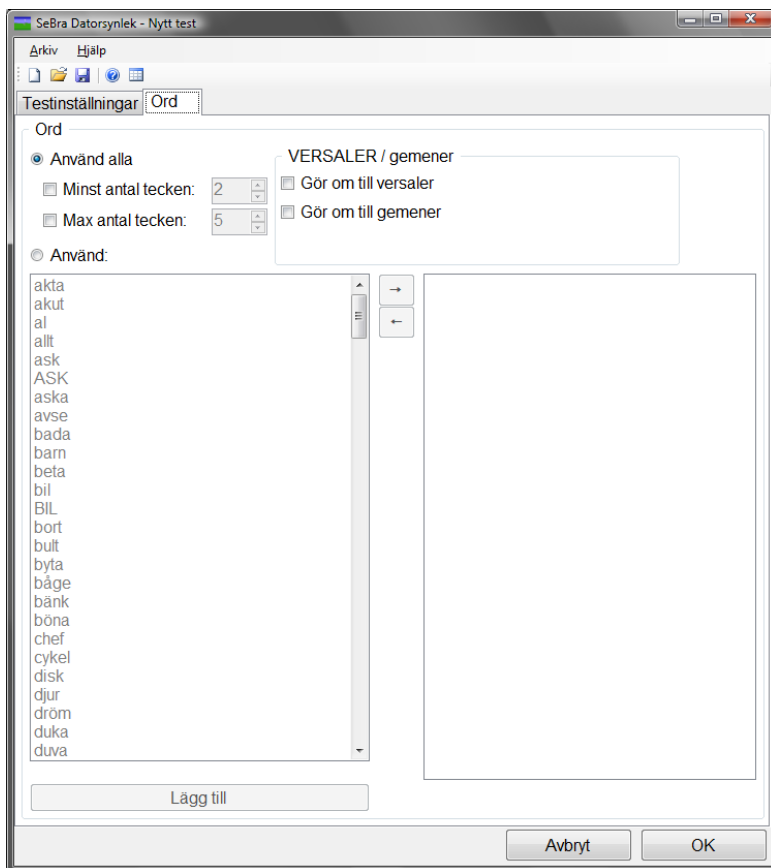 SeBra Datorsynlek - Nytt test
Arkiv Hjälp
Testinställningar Ord
Ord
Använd alla
Minst antal tecken: 2
Max antal tecken: 5
Använd:
VERSALER / gemener
Gör om till versaler
Gör om till gemener
akta
akut
al
allt
ask
ASK
aska
avse
bada
barn
beta
bil
BIL
bort
bult
byta
båge
bänk
böna
chef
cykel
disk
djur
dröm
duka
duva
→
←
Lägg till
Avbryt OK